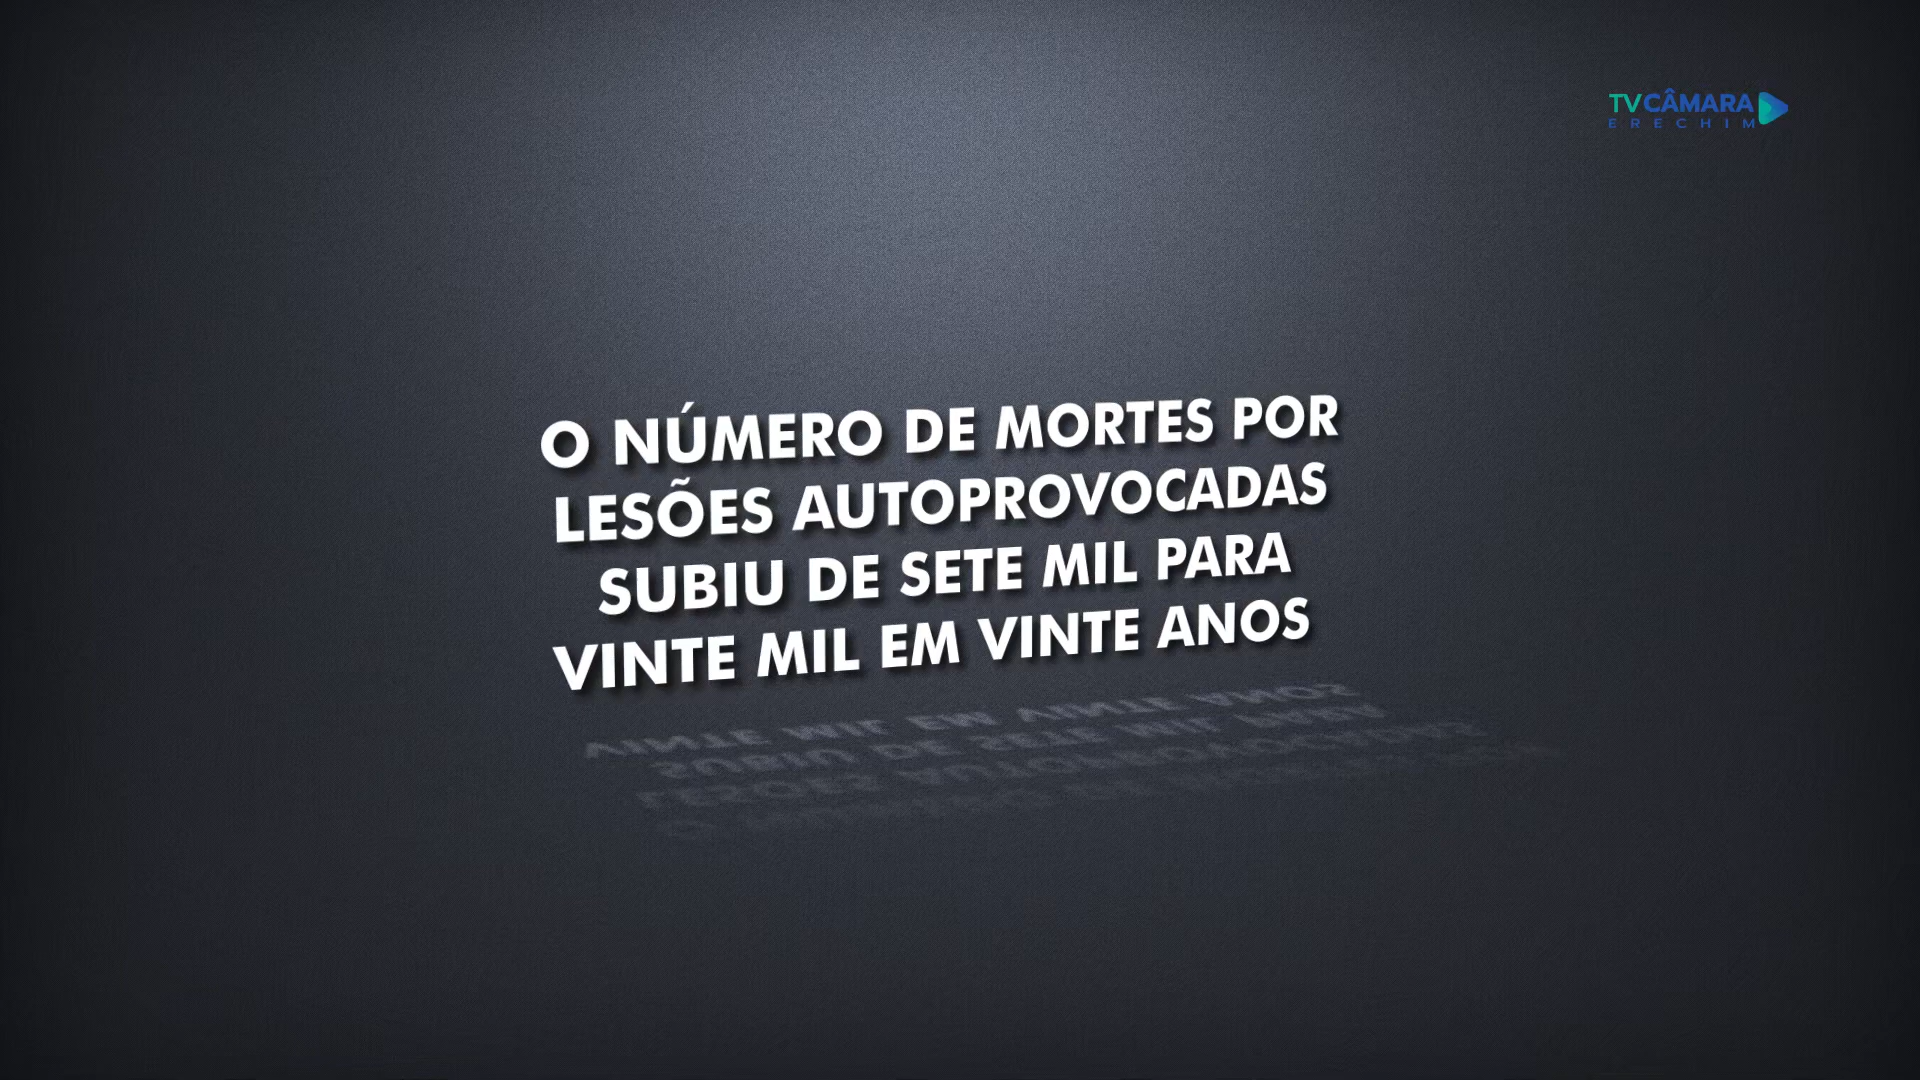 TV CÂMARA
ERECHIM
O NÚMERO DE MORTES POR
LESÕES AUTOPROVOCADAS
SUBIU DE SETE MIL PARA
VINTE MIL EM VINTE ANOS